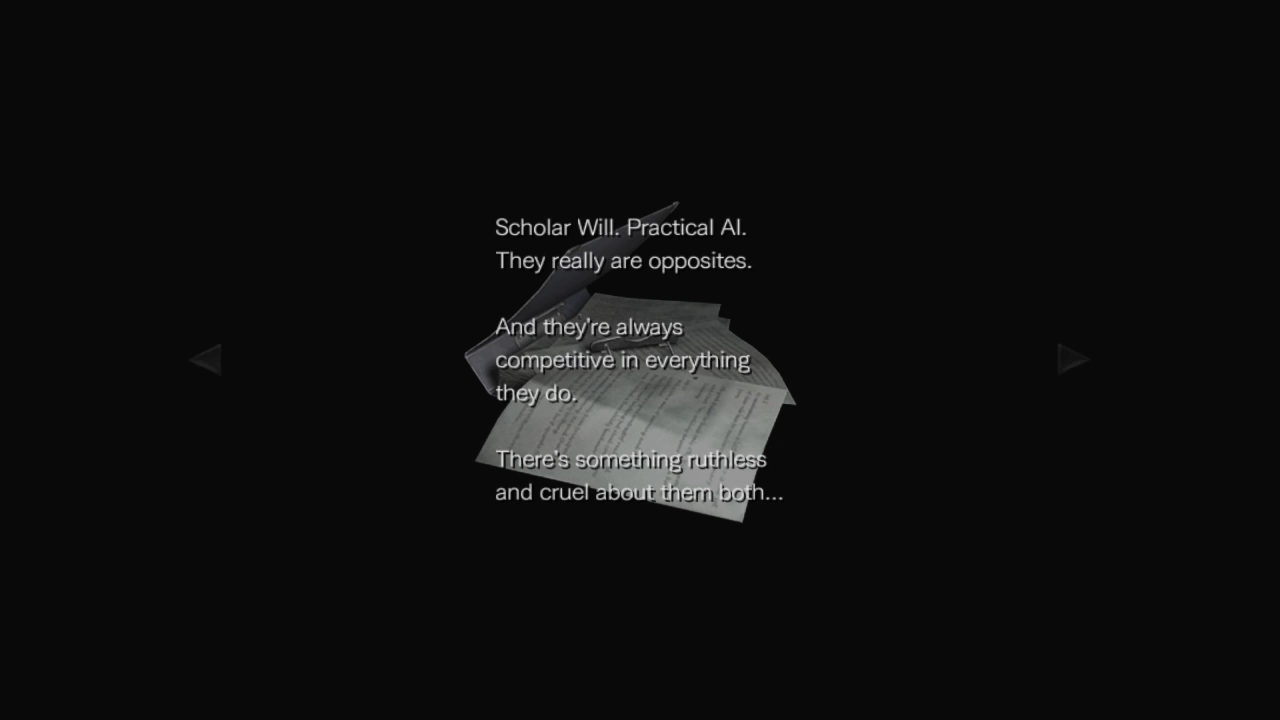 Scholar Will. Practical Al.
They really are opposites.
And they're always
competitive in everything
they do.
There's something ruthless
and cruel about them both...